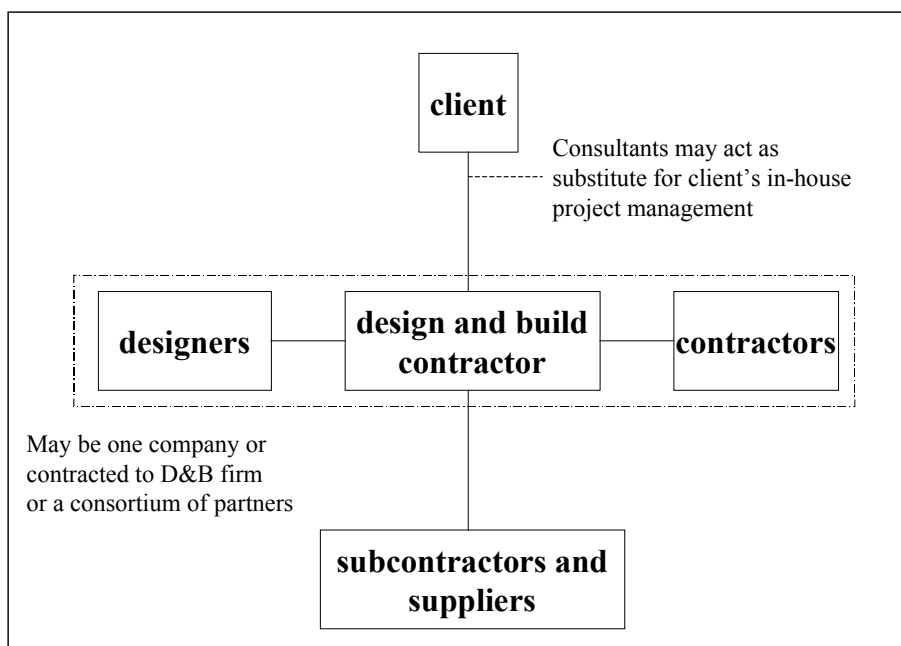 client
Consultants may act as
substitute for client’s in-house
project management
designers
design and build
contractor
contractors
May be one company or
contracted to D&B firm
or a consortium of partners
subcontractors and
suppliers